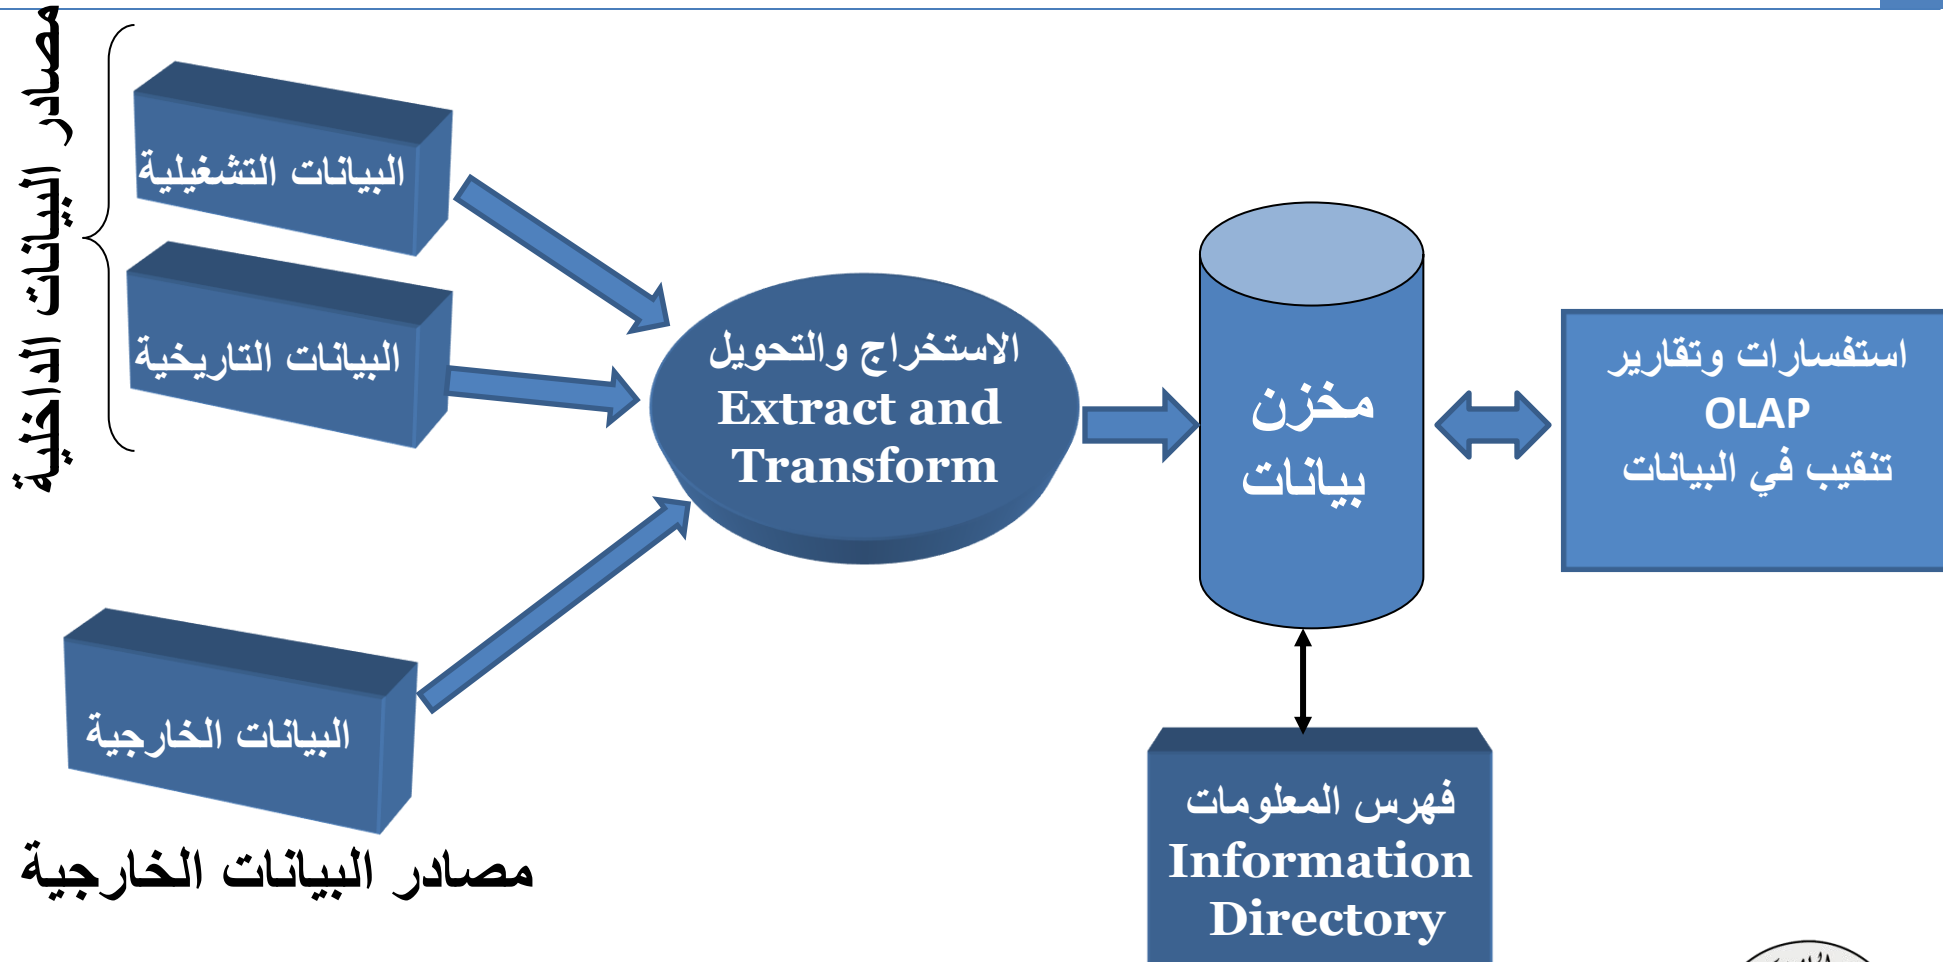 مصادر البيانات الداخلية
البيانات التشغيلية
البيانات التاريخية
البيانات الخارجية
مصادر البيانات الخارجية
الاستخراج والتحويل
Extract and
Transform
مخزن
بيانات
استفسارات وتقارير
OLAP
تنقيب في البيانات
فهرس المعلومات
Information
Directory